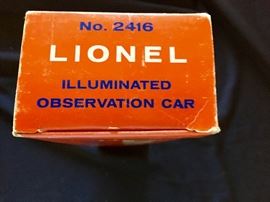 No. 2416
LIONEL
ILLUMINATED
OBSERVATION CAR